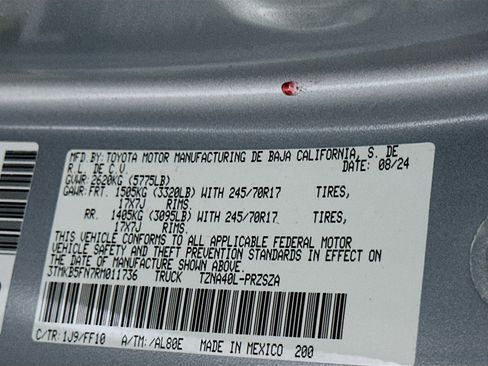 MFD.BY: TOYOTA MOTOR MANUFACTURING DE BAJA CALIFORNIA, S. DE
R.L. DE C.V. DATE: 08/24
GVWR: 2620KG (5775LB)
GAWR: FRT. 1505KG (3320LB) WITH 245/70R17 TIRES,
17X7J RIMS.
RR. 1405KG (3095LB) WITH 245/70R17 TIRES,
17X7J RIMS.
THIS VEHICLE CONFORMS TO ALL APPLICABLE FEDERAL MOTOR
VEHICLE SAFETY AND THEFT PREVENTION STANDARDS IN EFFECT ON
THE DATE OF MANUFACTURE SHOWN ABOVE.
3TMKB5FN7RM011736 TRUCK TZNA40L-PRZSZA
C/TR: 1J9/FF10 A/TM: /AL80E MADE IN MEXICO 200